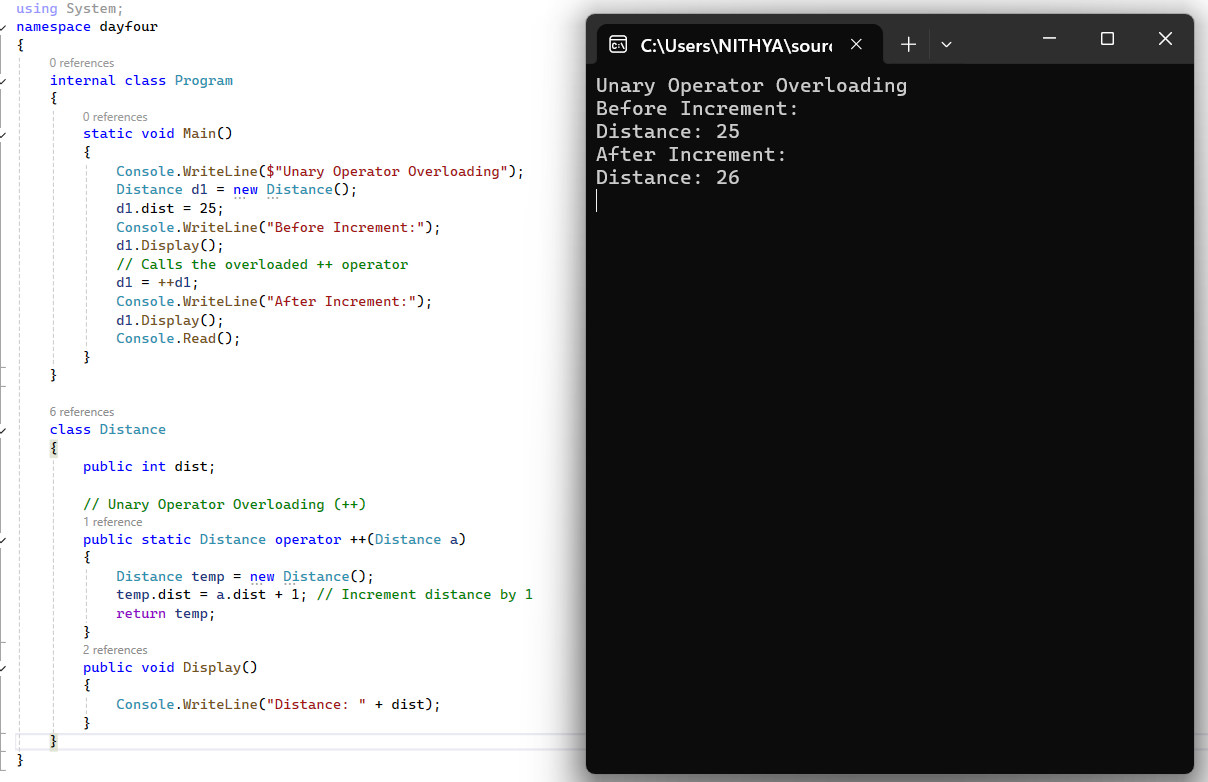 using System;
namespace dayfour
{
0 references
internal class Program
{
0 references
static void Main()
{
Console.WriteLine($"Unary Operator Overloading");
Distance d1 = new Distance();
d1.dist = 25;
Console.WriteLine("Before Increment:");
d1.Display();
// Calls the overloaded ++ operator
d1 = ++d1;
Console.WriteLine("After Increment:");
d1.Display();
Console.Read();
}
}
6 references
class Distance
{
public int dist;
// Unary Operator Overloading (++)
1 reference
public static Distance operator ++(Distance a)
{
Distance temp = new Distance();
temp.dist = a.dist + 1; // Increment distance by 1
return temp;
}
2 references
public void Display()
{
Console.WriteLine("Distance: " + dist);
}
}
}
C:\Users\NITHYA\sour
Unary Operator Overloading
Before Increment:
Distance: 25
After Increment:
Distance: 26